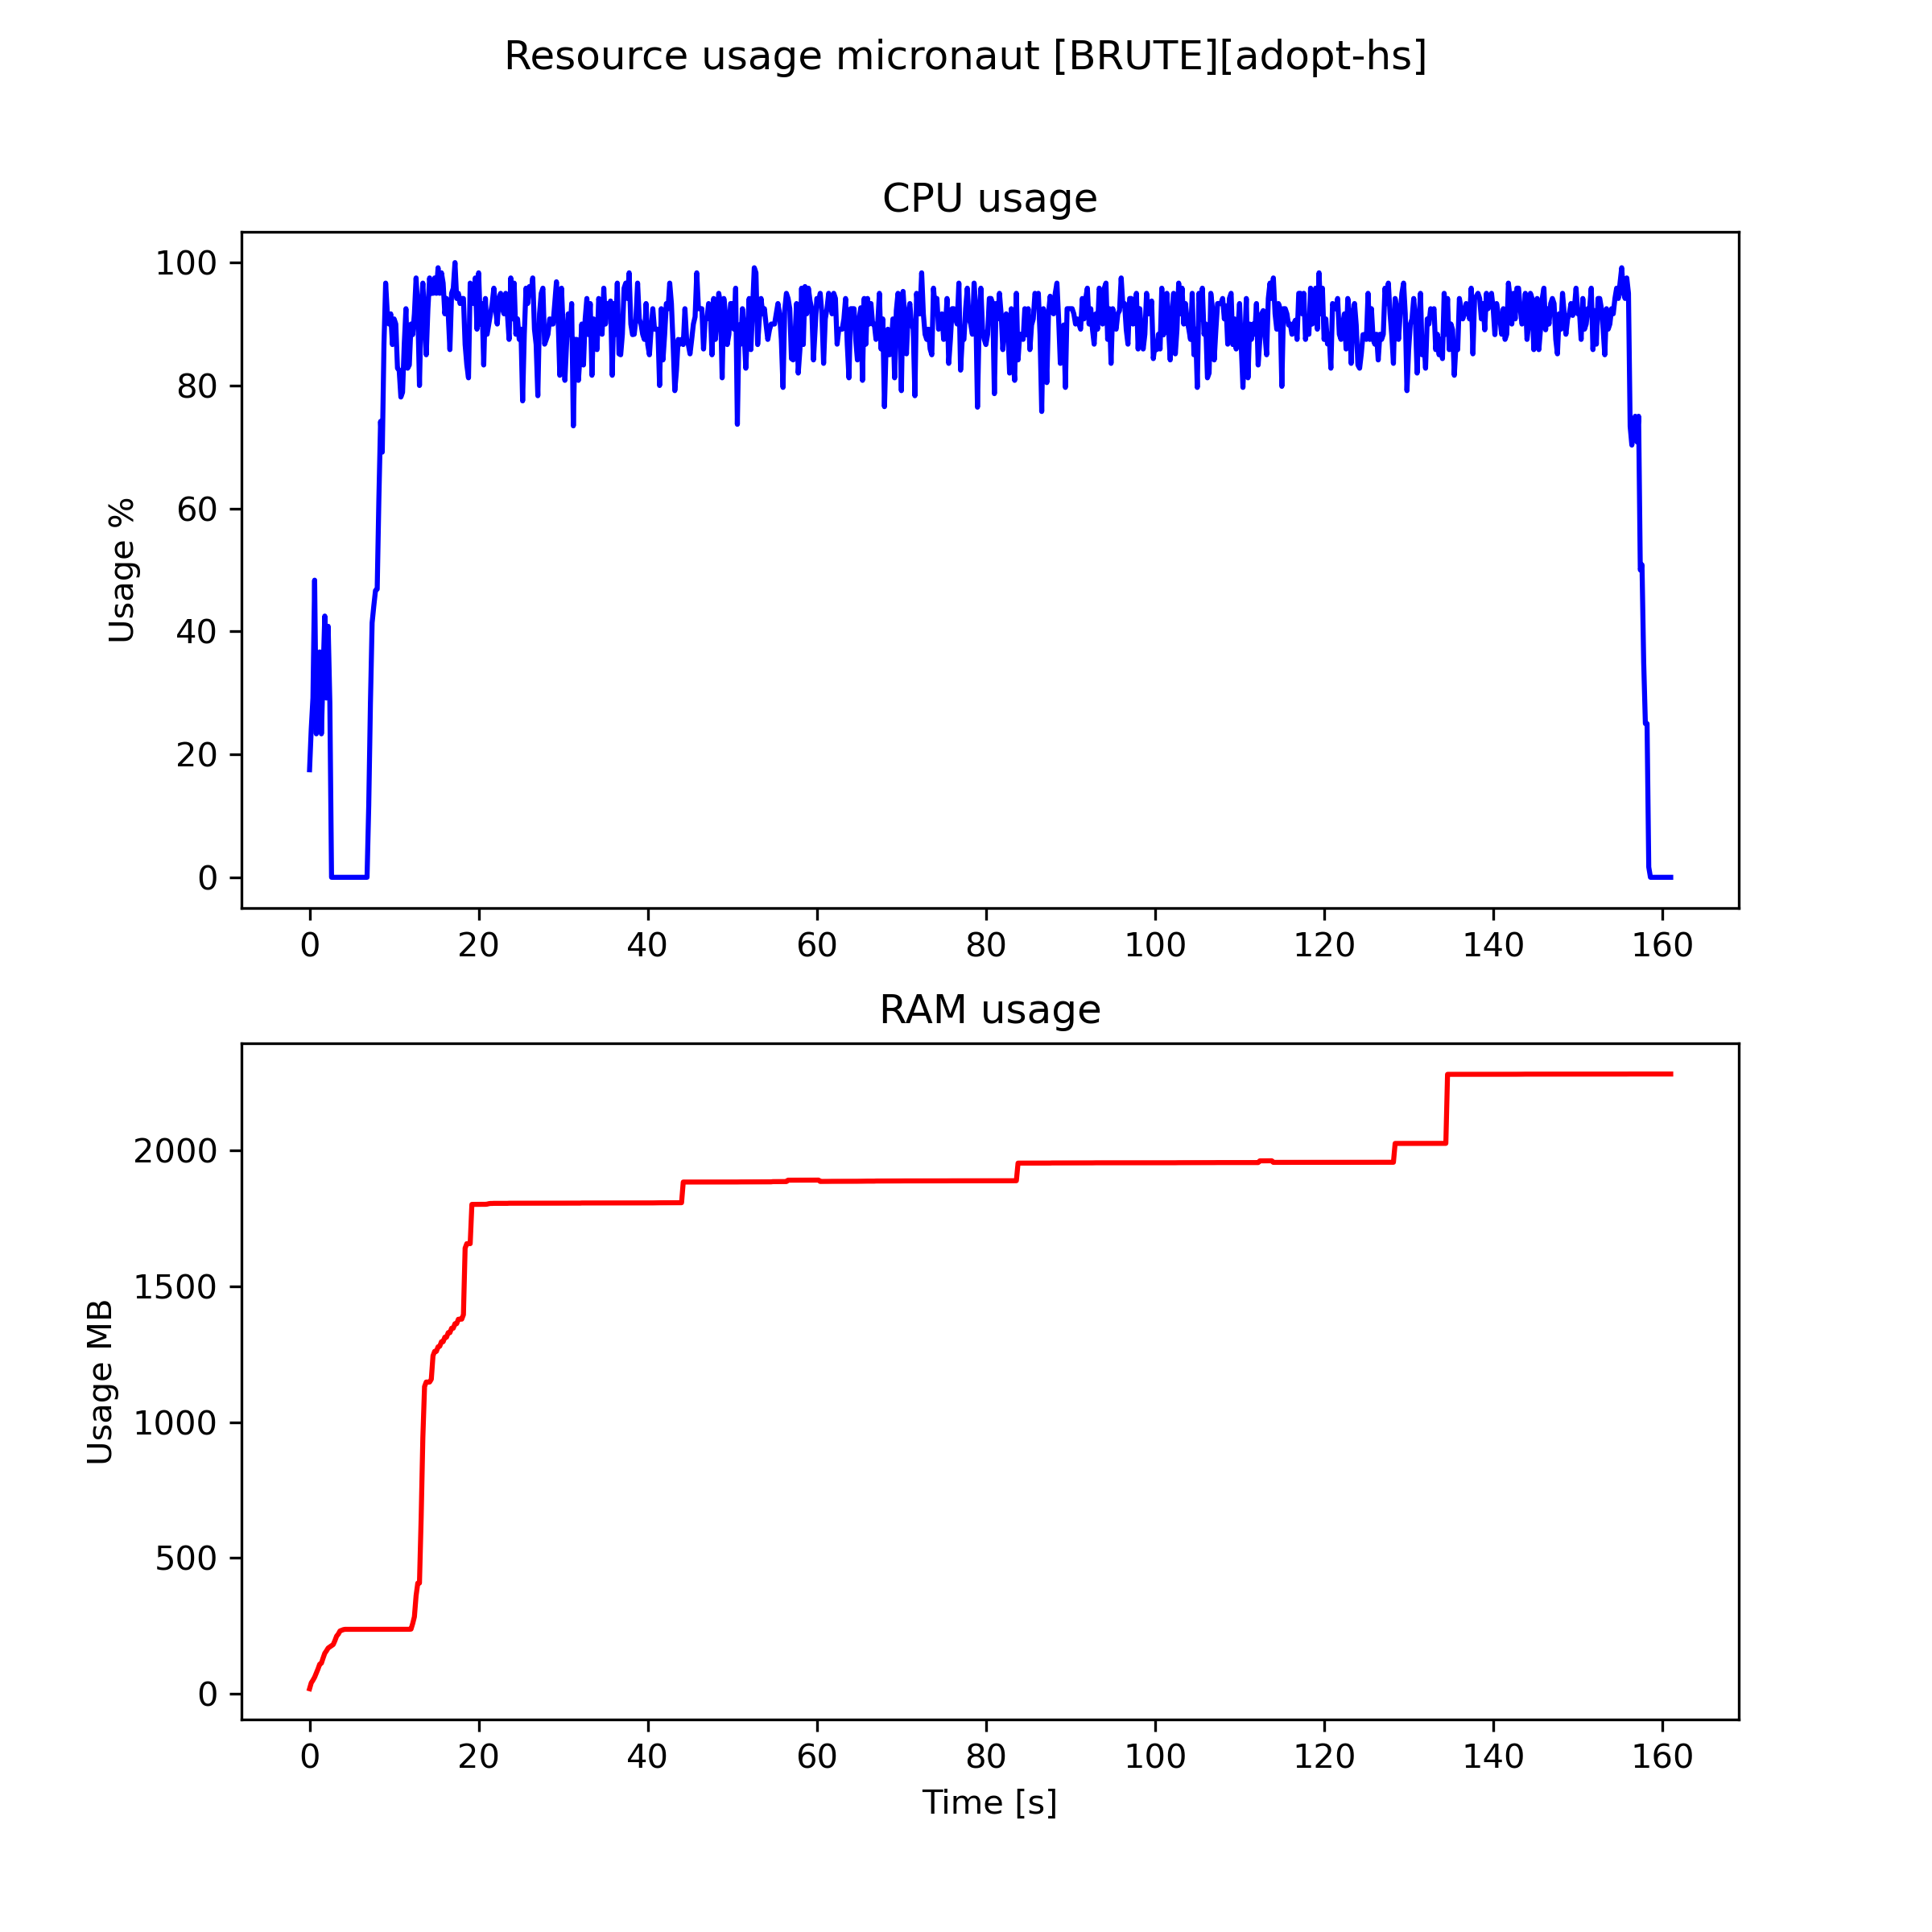 Resource usage micronaut [BRUTE][adopt-hs]
CPU usage
Usage %
100
80
60
40
20
0
0 20 40 60 80 100 120 140 160
RAM usage
Usage MB
2000
1500
1000
500
0
0 20 40 60 80 100 120 140 160
Time [s]